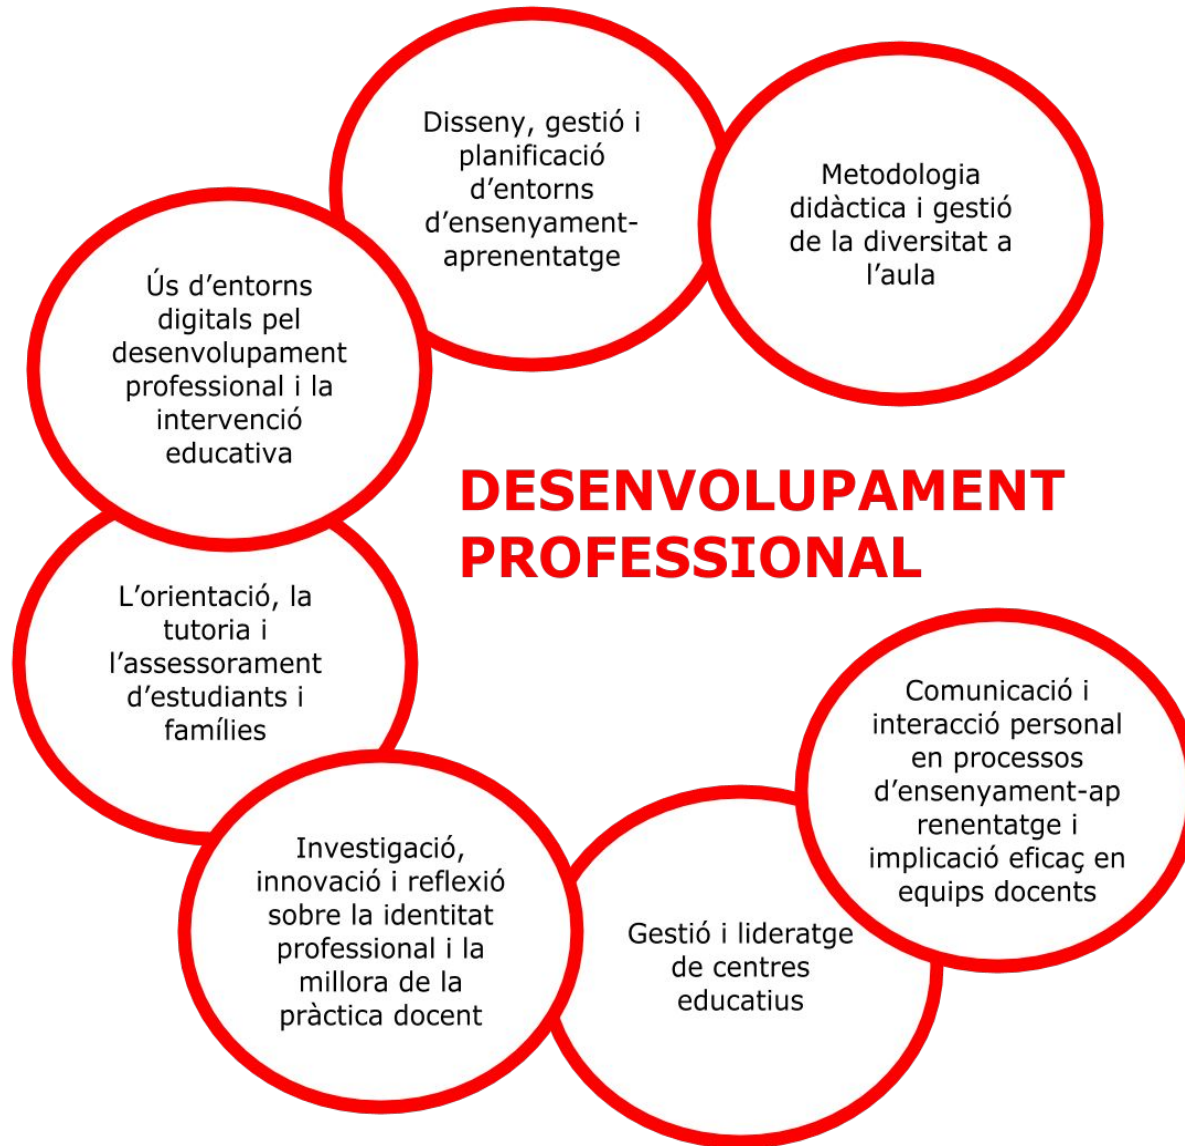 Disseny, gestió i
planificació
d’entorns
d’ensenyament-
aprenentatge
Metodologia
didàctica i gestió
de la diversitat a
l’aula
Ús d’entorns
digitals pel
desenvolupament
professional i la
intervenció
educativa
DESENVOLUPAMENT
PROFESSIONAL
L’orientació, la
tutoria i
l’assessorament
d’estudiants i
famílies
Comunicació i
interacció personal
en processos
d’ensenyament-ap
renentatge i
implicació eficaç en
equips docents
Investigació,
innovació i reflexió
sobre la identitat
professional i la
millora de la
pràctica docent
Gestió i lideratge
de centres
educatius